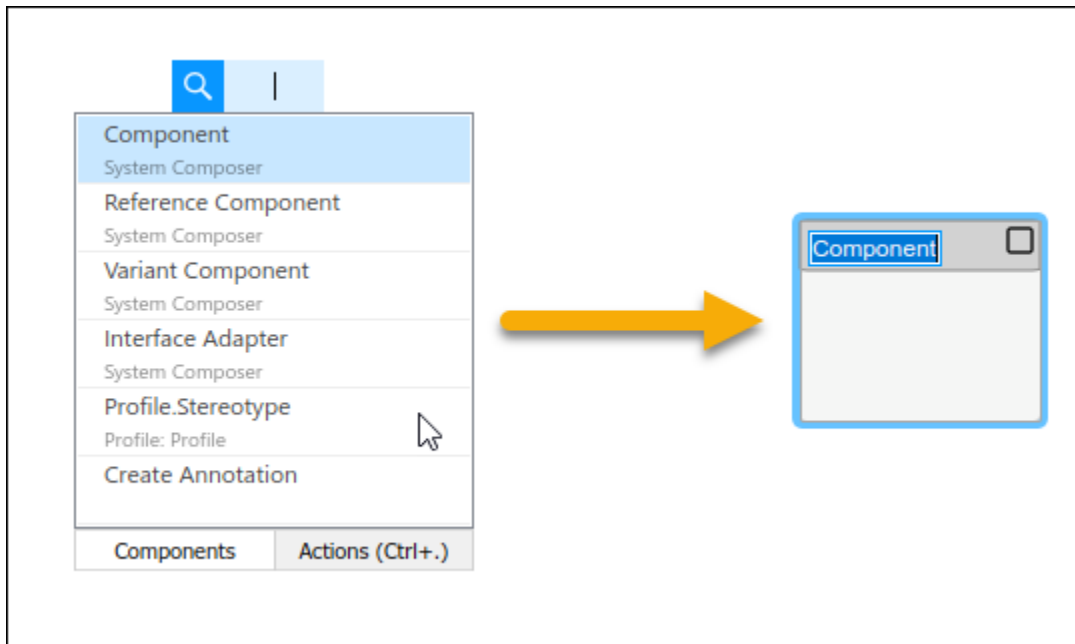 Component
System Composer
Reference Component
System Composer
Variant Component
System Composer
Interface Adapter
System Composer
Profile.Stereotype
Profile: Profile
Create Annotation
Components
Actions (Ctrl+.)
Component